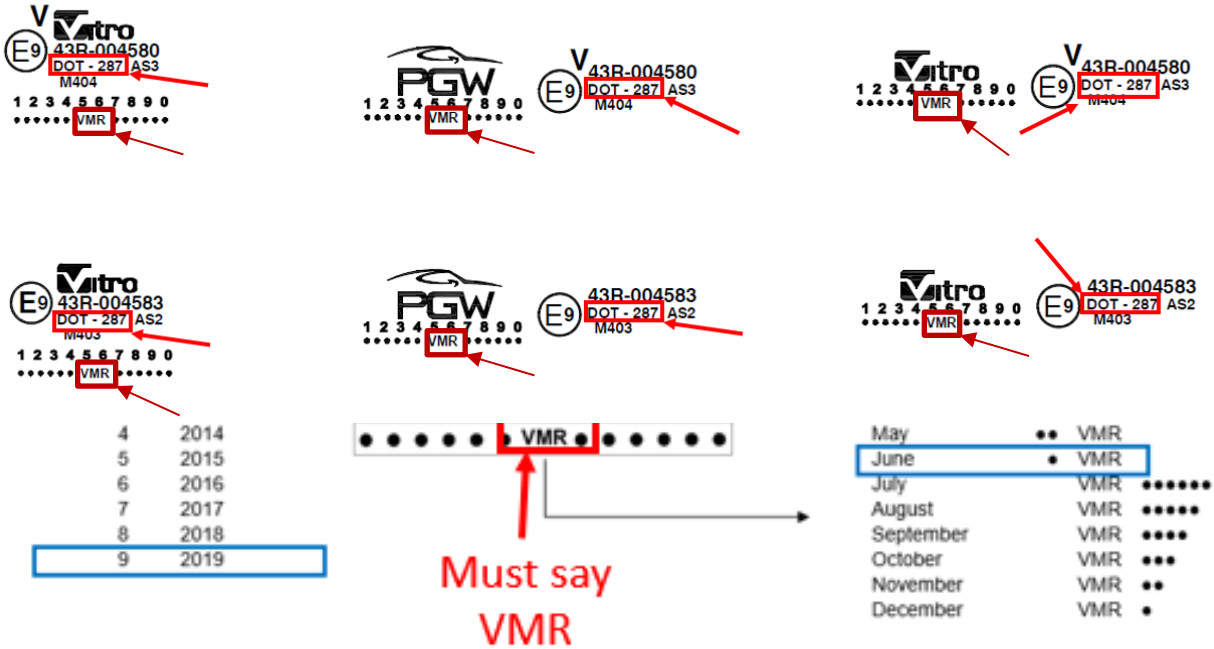 V
Vitro
E9
43R-004580
DOT - 287 AS3
M404
1 2 3 4 5 6 7 8 9 0
VMR
PGW
1 2 3 4 5 6 7 8 9 0
VMR
V
E9
43R-004580
DOT - 287 AS3
M404
Vitro
1 2 3 4 5 6 7 8 9 0
VMR
V
E9
43R-004580
DOT - 287 AS3
M404
Vitro
E9
43R-004583
DOT - 287 AS2
M403
1 2 3 4 5 6 7 8 9 0
VMR
PGW
1 2 3 4 5 6 7 8 9 0
VMR
E9
43R-004583
DOT - 287 AS2
M403
Vitro
1 2 3 4 5 6 7 8 9 0
VMR
E9
43R-004583
DOT - 287 AS2
M403
4 2014
5 2015
6 2016
7 2017
8 2018
9 2019
● ● ● ● ● ● VMR ● ● ● ● ● ●
Must say
VMR
May ●● VMR
June ● VMR
July VMR ●●●●●●
August VMR ●●●●●
September VMR ●●●●
October VMR ●●●
November VMR ●●
December VMR ●